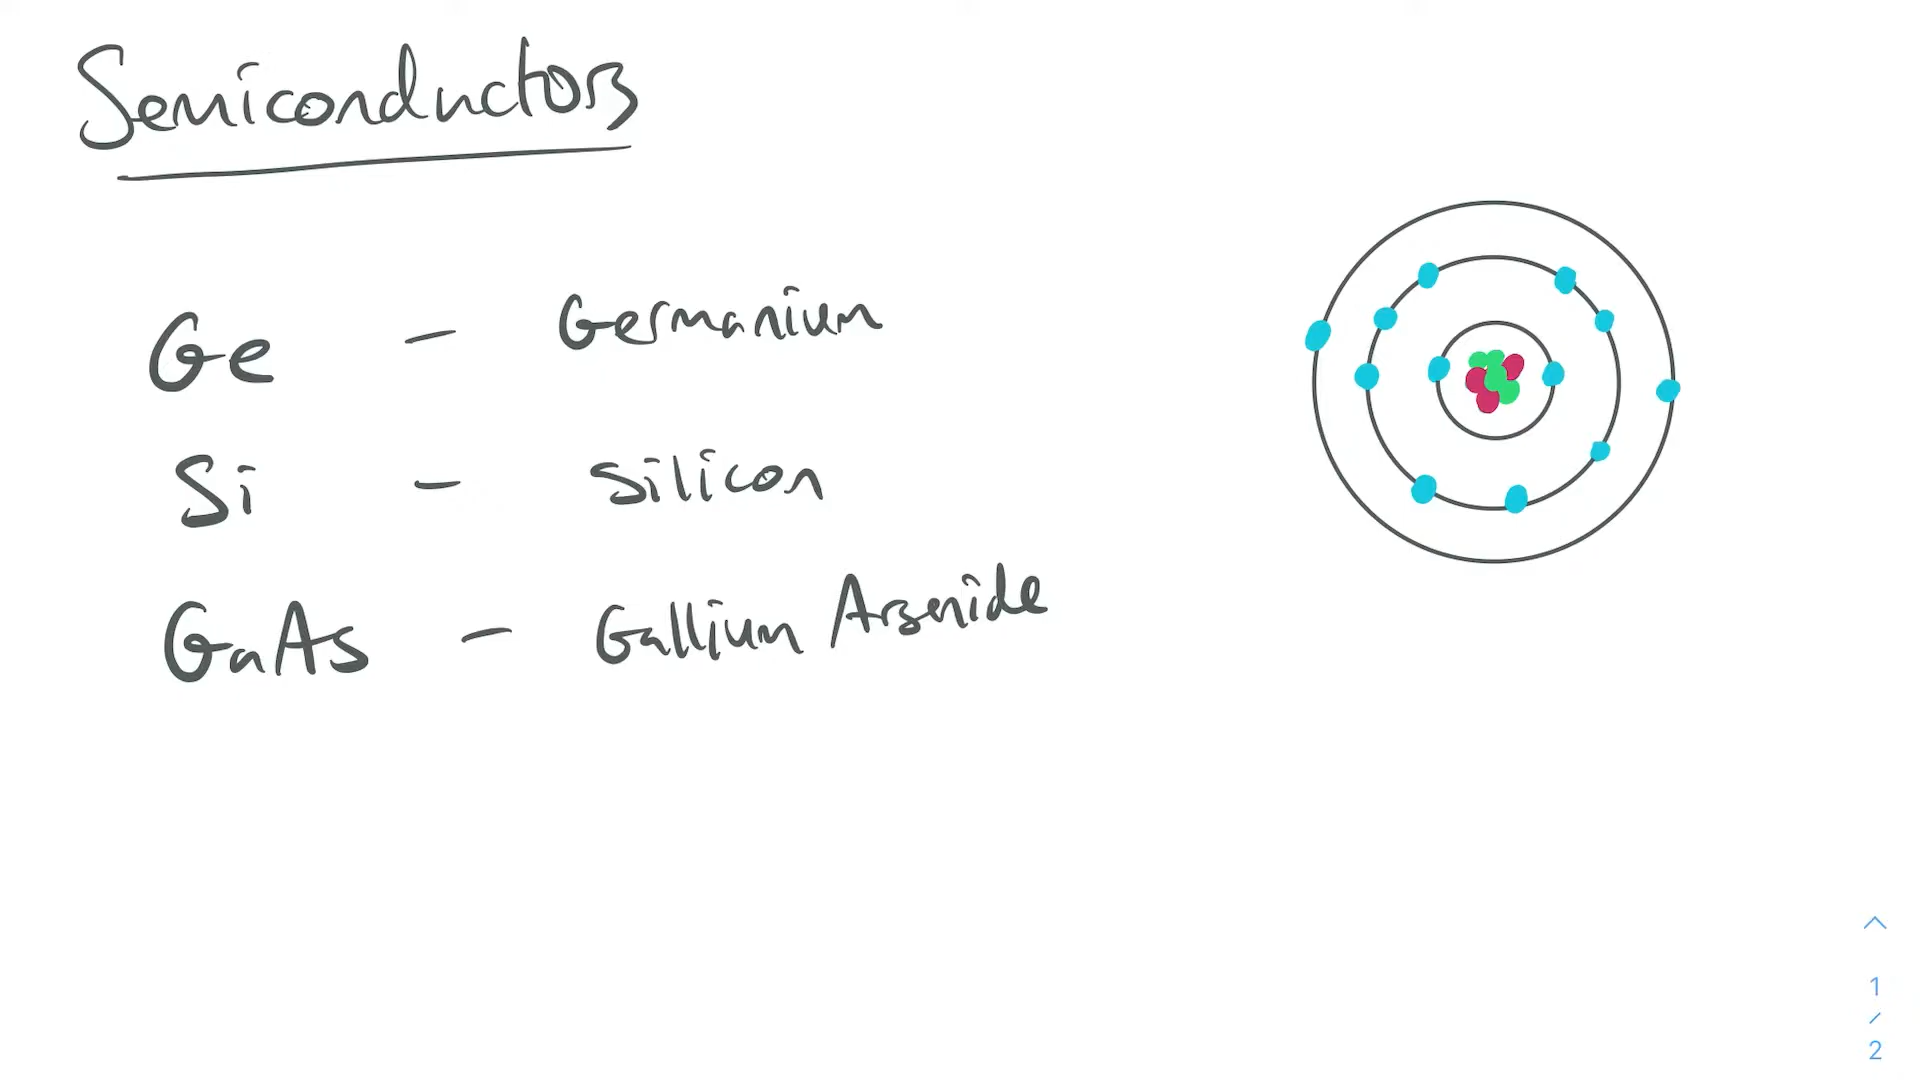 Semiconductors
Ge - Germanium
Si - Silicon
GaAs - Gallium Arsenide
1
/
2